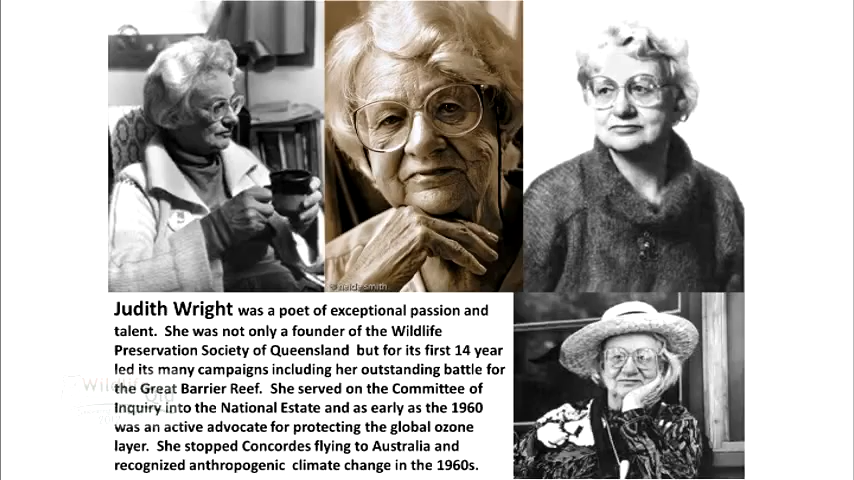 © heide smith
Judith Wright was a poet of exceptional passion and
talent. She was not only a founder of the Wildlife
Preservation Society of Queensland but for its first 14 year
led its many campaigns including her outstanding battle for
the Great Barrier Reef. She served on the Committee of
Inquiry into the National Estate and as early as the 1960
was an active advocate for protecting the global ozone
layer. She stopped Concordes flying to Australia and
recognized anthropogenic climate change in the 1960s.
Wildlife
Qld